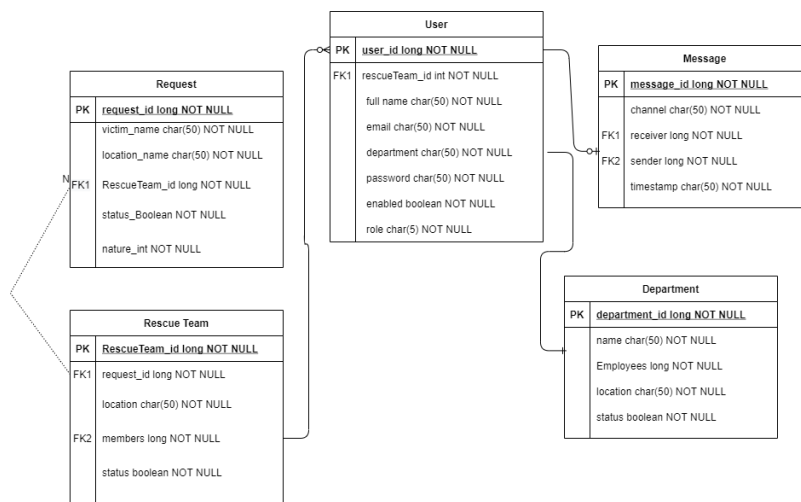 User
PK user_id long NOT NULL
FK1 rescueTeam_id int NOT NULL
full name char(50) NOT NULL
email char(50) NOT NULL
department char(50) NOT NULL
password char(50) NOT NULL
enabled boolean NOT NULL
role char(5) NOT NULL
Message
PK message_id long NOT NULL
channel char(50) NOT NULL
FK1 receiver long NOT NULL
FK2 sender long NOT NULL
timestamp char(50) NOT NULL
Request
PK request_id long NOT NULL
victim_name char(50) NOT NULL
location_name char(50) NOT NULL
N
FK1 RescueTeam_id long NOT NULL
status_Boolean NOT NULL
nature_int NOT NULL
Department
PK department_id long NOT NULL
name char(50) NOT NULL
Employees long NOT NULL
location char(50) NOT NULL
status boolean NOT NULL
Rescue Team
PK RescueTeam_id long NOT NULL
FK1 request_id long NOT NULL
location char(50) NOT NULL
FK2 members long NOT NULL
status boolean NOT NULL